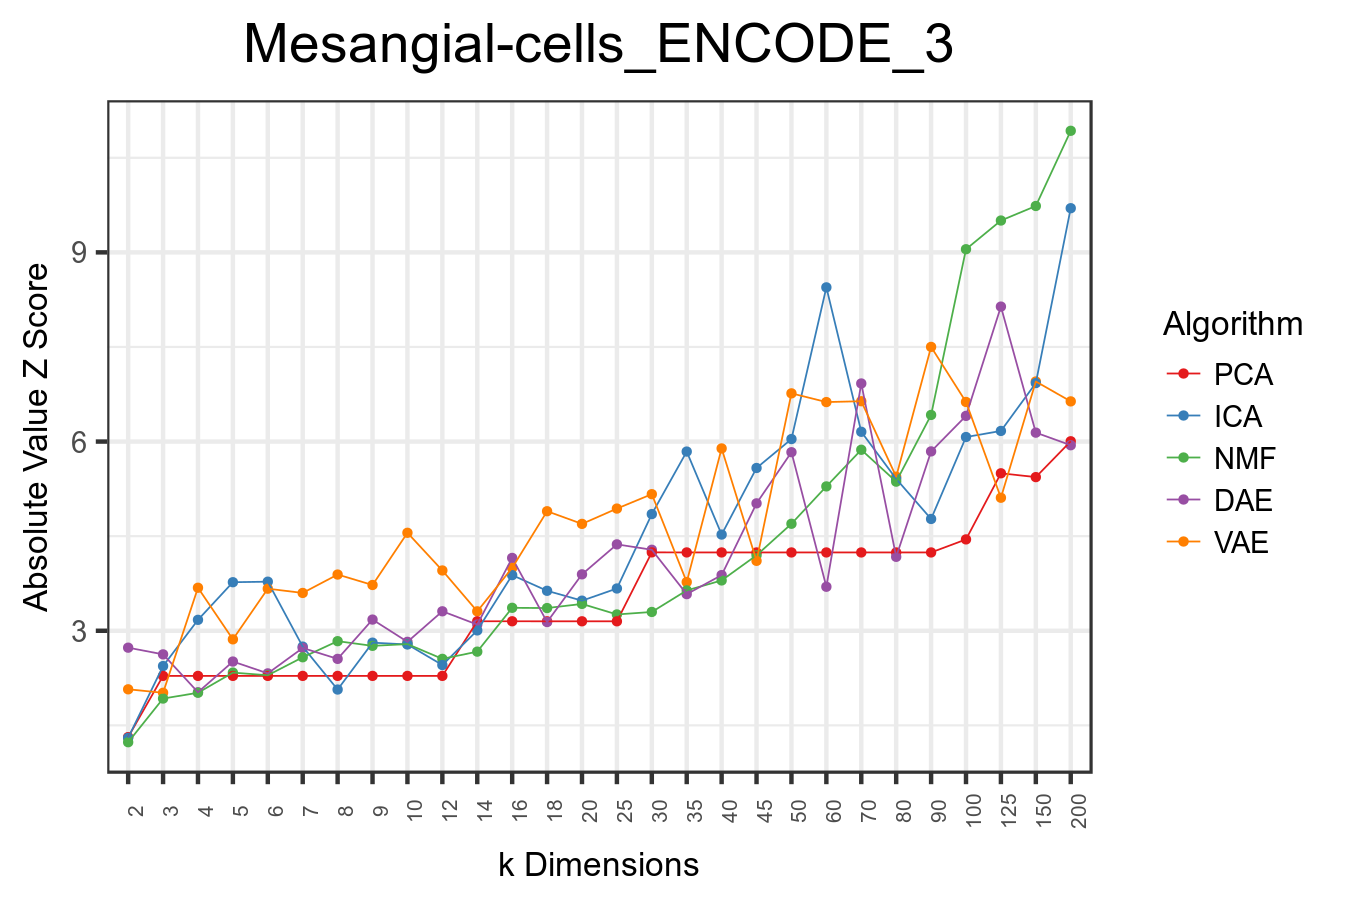 Mesangial-cells_ENCODE_3
Absolute Value Z Score
9
6
3
2 3 4 5 6 7 8 9 10 12 14 16 18 20 25 30 35 40 45 50 60 70 80 90 100 125 150 200
k Dimensions
Algorithm
PCA
ICA
NMF
DAE
VAE